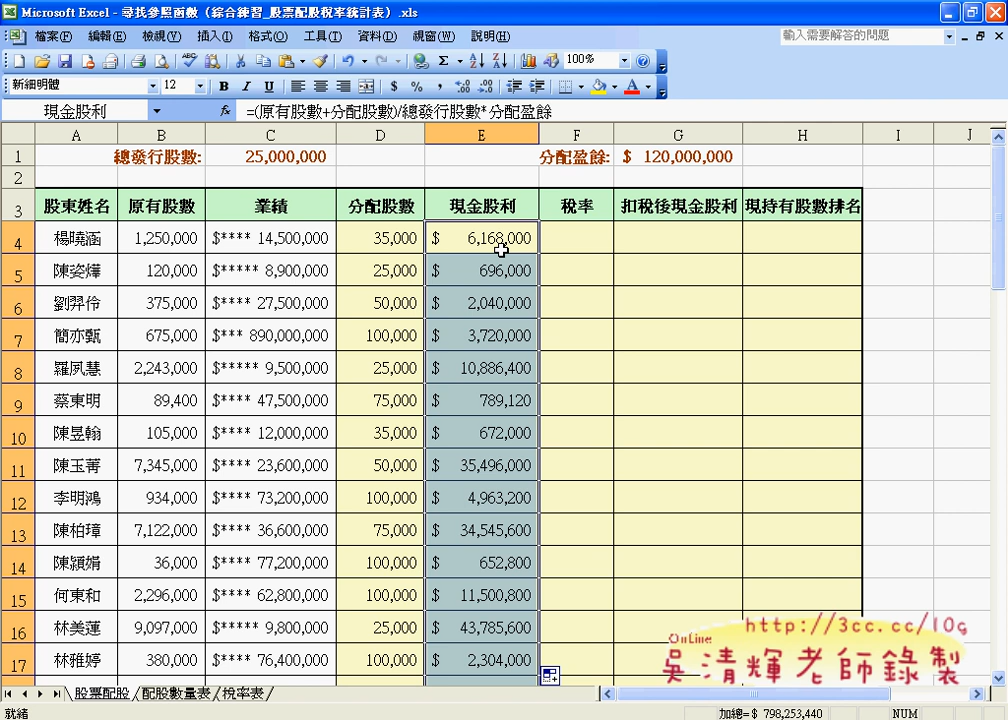 Microsoft Excel - 尋找參照函數（綜合練習_股票配股稅率統計表）.xls
檔案(F) 編輯(E) 檢視(V) 插入(I) 格式(O) 工具(T) 資料(D) 視窗(W) 說明(H) 輸入需要解答的問題
100%
新細明體 12 B I U
現金股利 fx =(原有股數+分配股數)/總發行股數*分配盈餘
A B C D E F G H I J
1 總發行股數: 25,000,000 分配盈餘: $ 120,000,000
2
3 股東姓名 原有股數 業績 分配股數 現金股利 稅率 扣稅後現金股利 現持有股數排名
4 楊曉涵 1,250,000 $**** 14,500,000 35,000 $ 6,168,000
5 陳姿燁 120,000 $***** 8,900,000 25,000 $ 696,000
6 劉羿伶 375,000 $**** 27,500,000 50,000 $ 2,040,000
7 簡亦甄 675,000 $*** 890,000,000 100,000 $ 3,720,000
8 羅夙慧 2,243,000 $***** 9,500,000 25,000 $ 10,886,400
9 蔡東明 89,400 $**** 47,500,000 75,000 $ 789,120
10 陳昱翰 105,000 $**** 12,000,000 35,000 $ 672,000
11 陳玉菁 7,345,000 $**** 23,600,000 50,000 $ 35,496,000
12 李明鴻 934,000 $**** 73,200,000 100,000 $ 4,963,200
13 陳柏璋 7,122,000 $**** 36,600,000 75,000 $ 34,545,600
14 陳潁娟 36,000 $**** 77,200,000 100,000 $ 652,800
15 何東和 2,296,000 $**** 62,800,000 100,000 $ 11,500,800
16 林美蓮 9,097,000 $***** 9,800,000 25,000 $ 43,785,600
17 林雅婷 380,000 $**** 76,400,000 100,000 $ 2,304,000
http://3cc.cc/10g
OnLine
吳清輝老師錄製
股票配股 配股數量表 稅率表
就緒 加總=$ 798,253,440 NUM